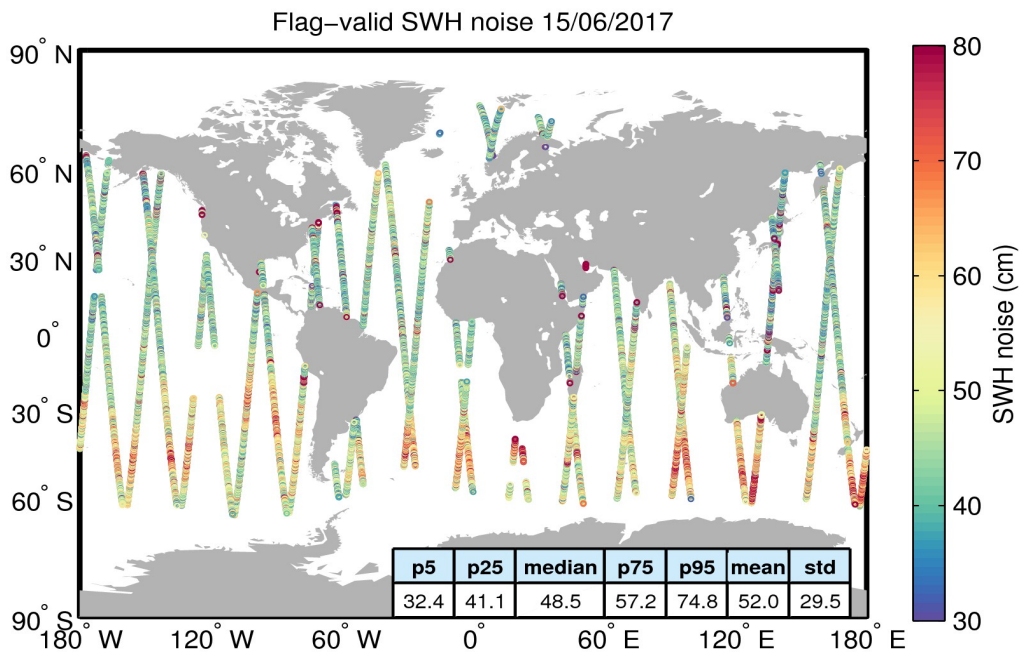 Flag−valid SWH noise 15/06/2017
90° N
60° N
30° N
0°
30° S
60° S
90° S
180° W
120° W
60° W
0°
60° E
120° E
180° E
p5 p25 median p75 p95 mean std
32.4 41.1 48.5 57.2 74.8 52.0 29.5
80
70
60
50
40
30
SWH noise (cm)